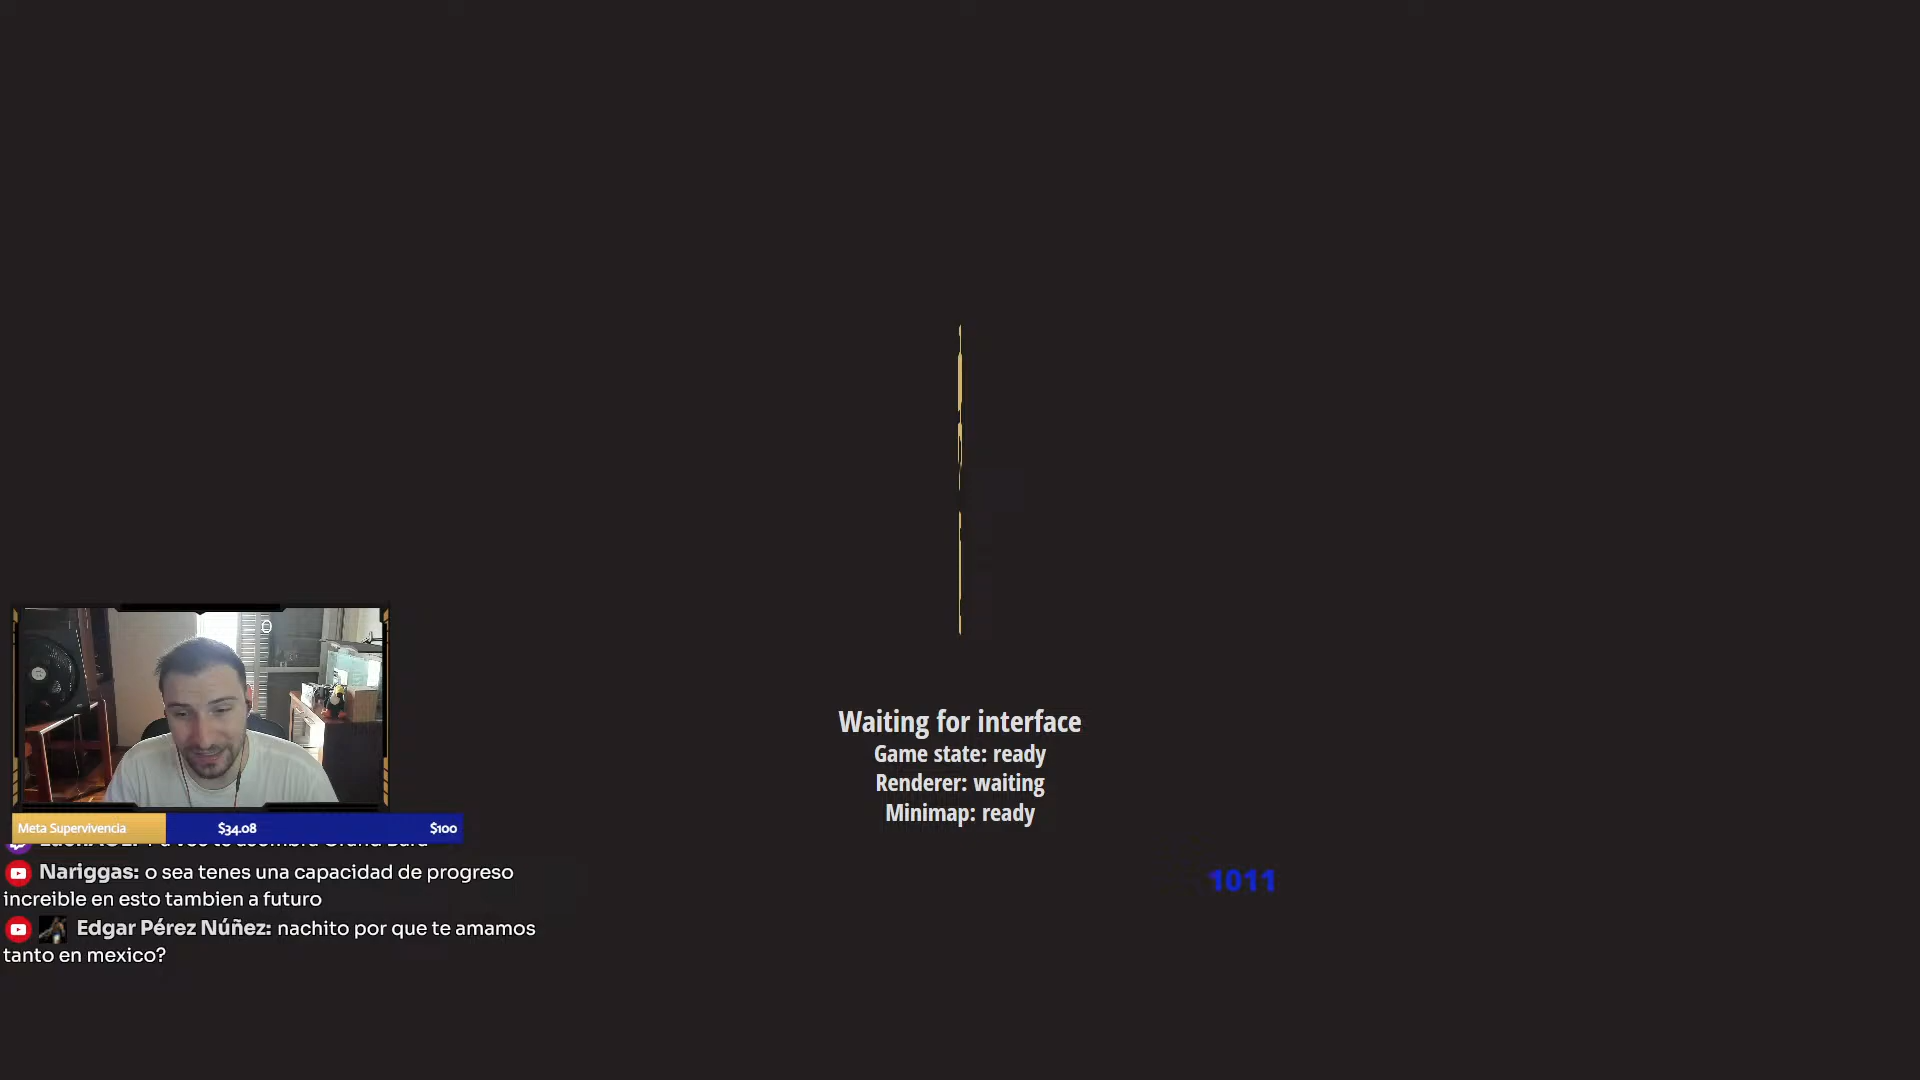 Waiting for interface
Game state: ready
Renderer: waiting
Minimap: ready
Meta Supervivencia $34.08 $100
Nariggas: o sea tenes una capacidad de progreso
increible en esto tambien a futuro
Edgar Pérez Núñez: nachito por que te amamos
tanto en mexico?
1011